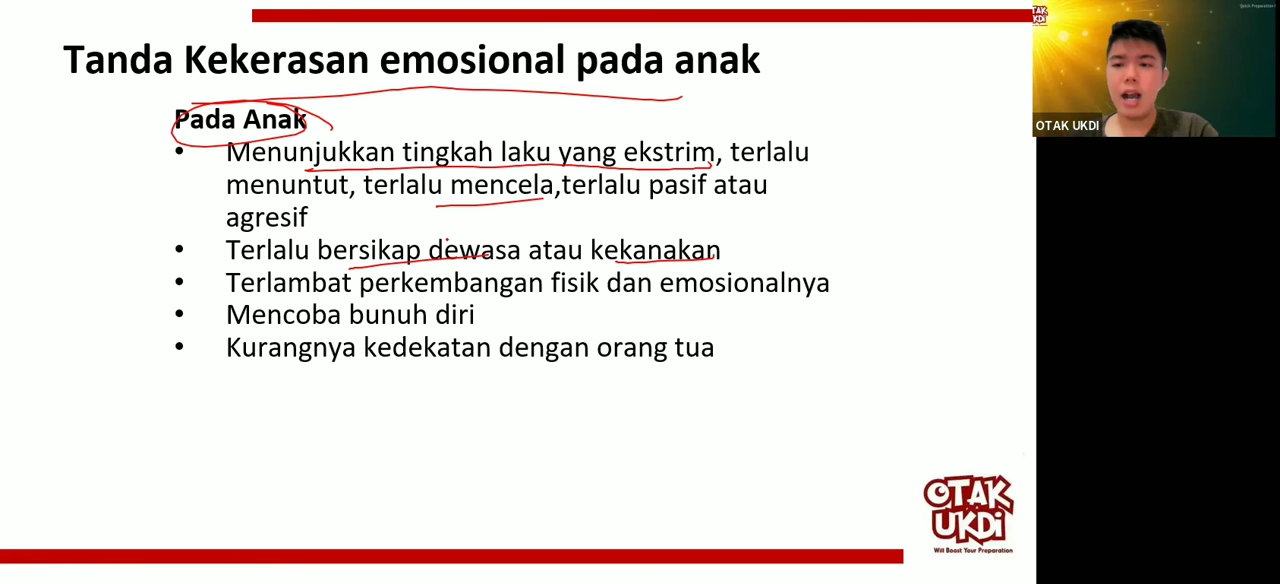 Tanda Kekerasan emosional pada anak
Pada Anak
• Menunjukkan tingkah laku yang ekstrim, terlalu
menuntut, terlalu mencela,terlalu pasif atau
agresif
• Terlalu bersikap dewasa atau kekanakan
• Terlambat perkembangan fisik dan emosionalnya
• Mencoba bunuh diri
• Kurangnya kedekatan dengan orang tua
OTAK UKDI
OTAK
UKDi
Will Boost Your Preparation